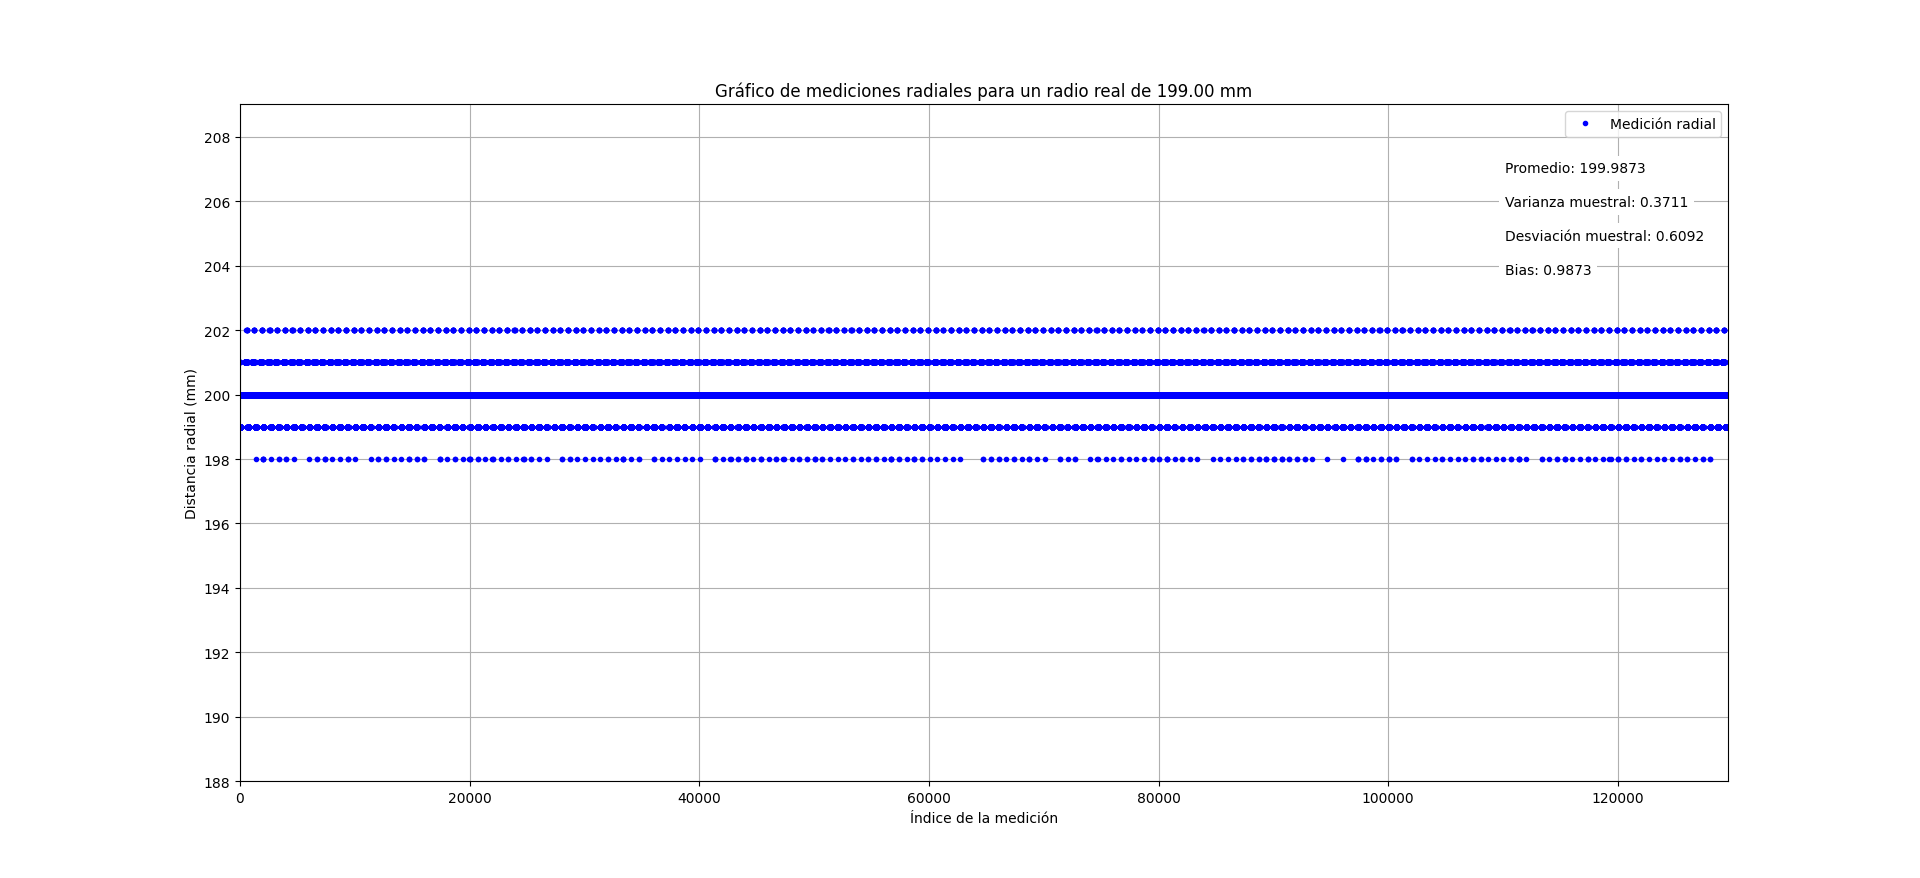 Gráfico de mediciones radiales para un radio real de 199.00 mm
Medición radial
Promedio: 199.9873
Varianza muestral: 0.3711
Desviación muestral: 0.6092
Bias: 0.9873
Distancia radial (mm)
208
206
204
202
201
200
199
198
196
194
192
190
188
0
20000
40000
60000
80000
100000
120000
Índice de la medición